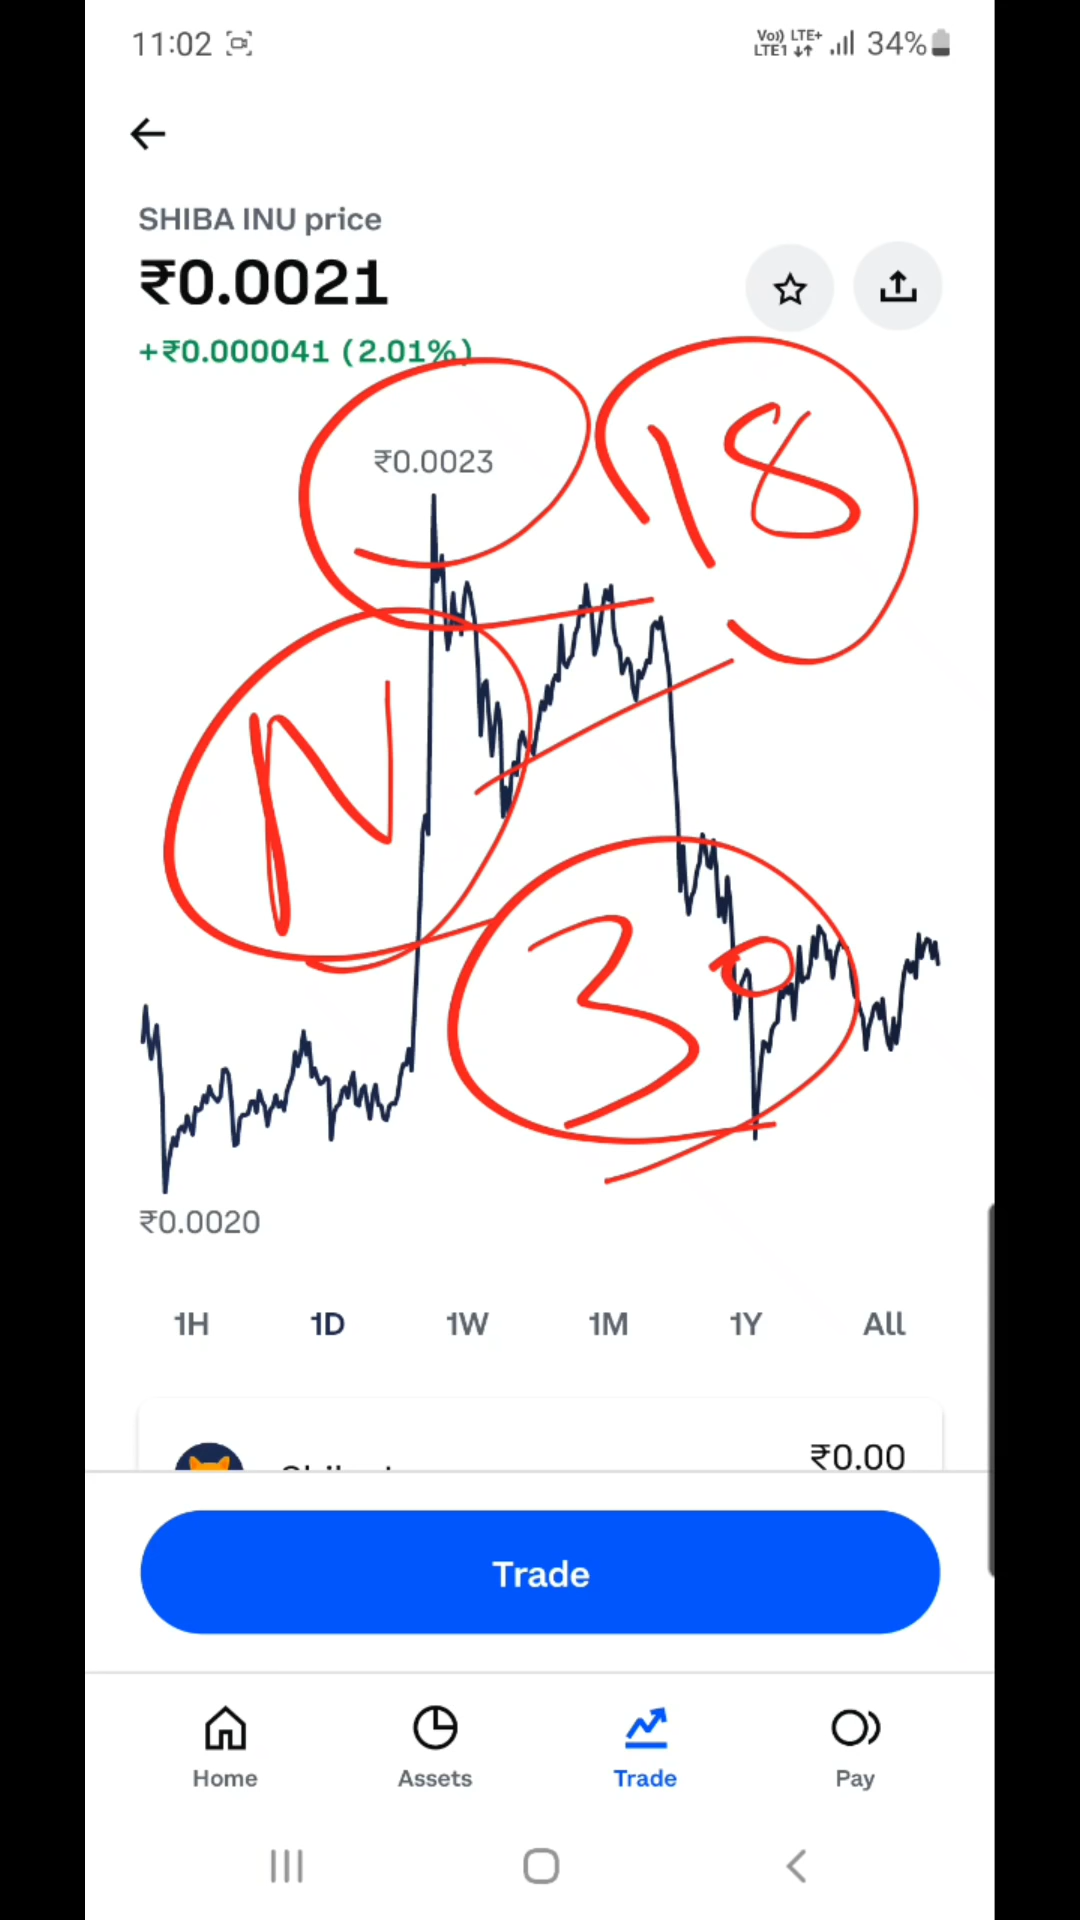 11:02
Vo)) LTE+
LTE1 34%
SHIBA INU price
₹0.0021
+₹0.000041 (2.01%)
18
₹0.0023
N
30
₹0.0020
1H 1D 1W 1M 1Y All
₹0.00
Trade
Home Assets Trade Pay